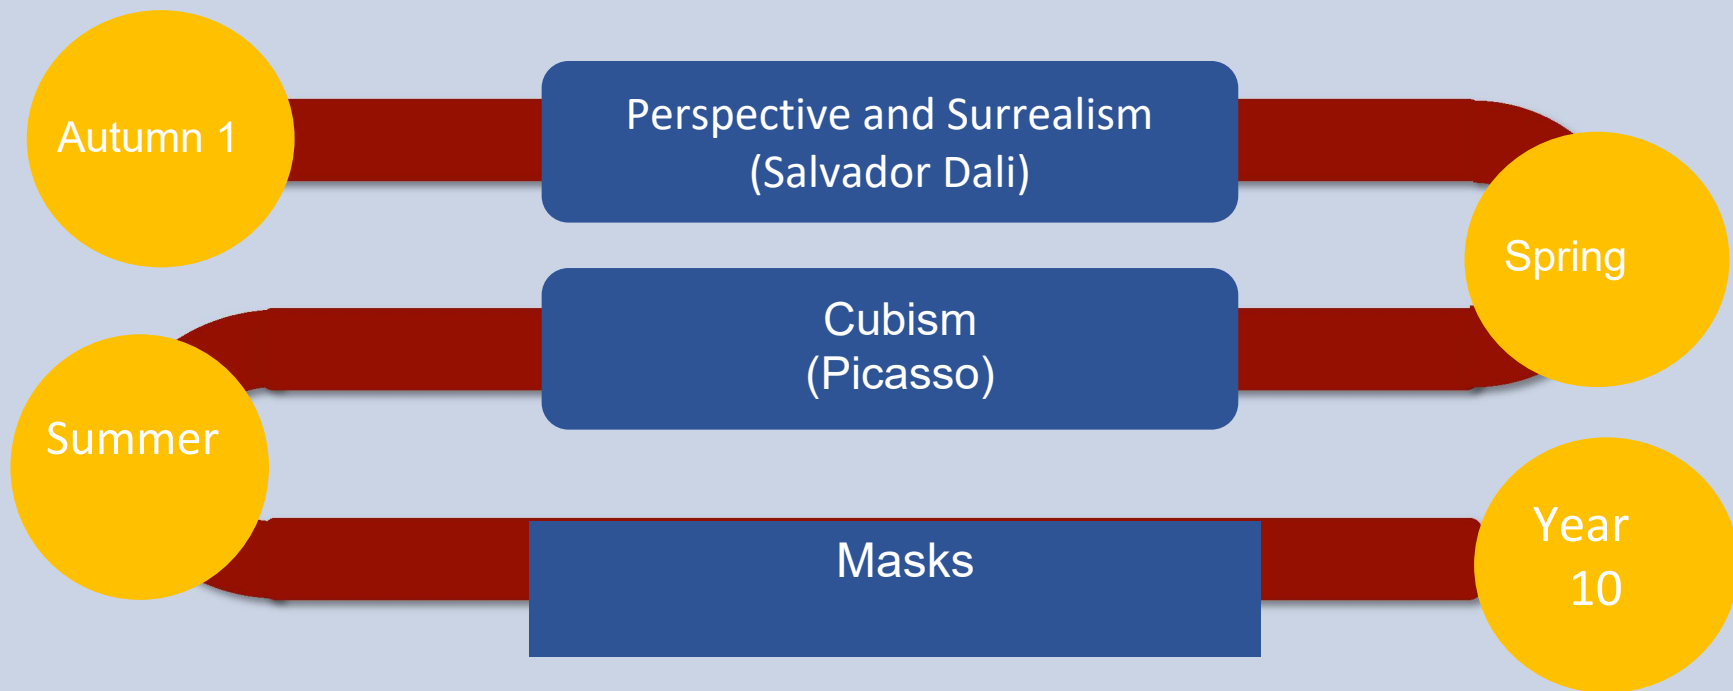 Autumn 1
Perspective and Surrealism
(Salvador Dali)
Spring
Cubism
(Picasso)
Summer
Masks
Year
10